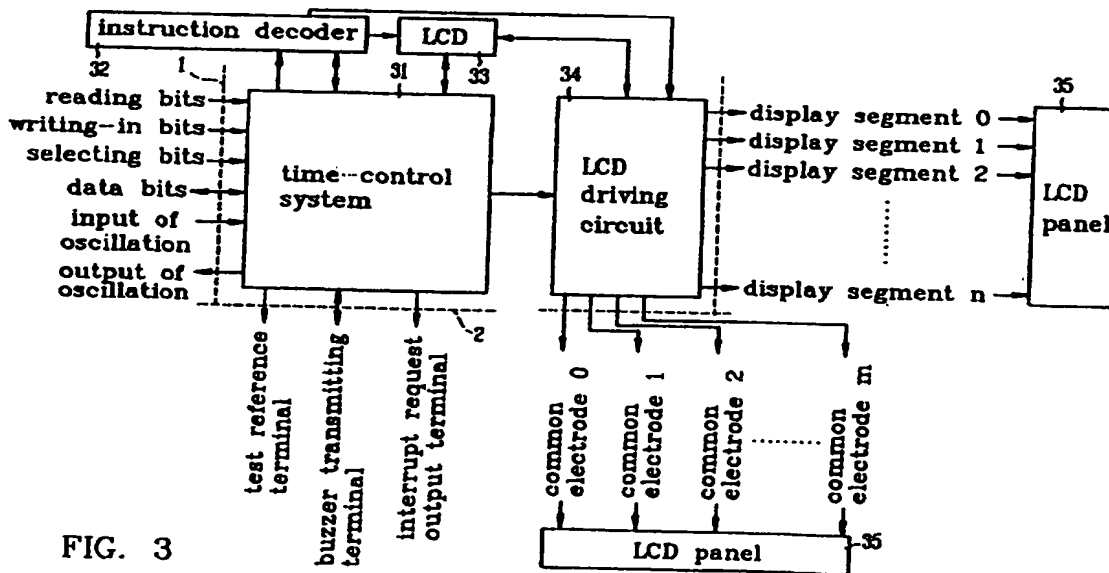 instruction decoder
LCD
32
1
31
33
34
35
reading bits
writing-in bits
selecting bits
data bits
input of
oscillation
output of
oscillation
time-control
system
LCD
driving
circuit
display segment 0
display segment 1
display segment 2
display segment n
LCD
panel
2
test reference
terminal
buzzer transmitting
terminal
interrupt request
output terminal
common
electrode 0
common
electrode 1
common
electrode 2
common
electrode m
LCD panel
35
FIG. 3